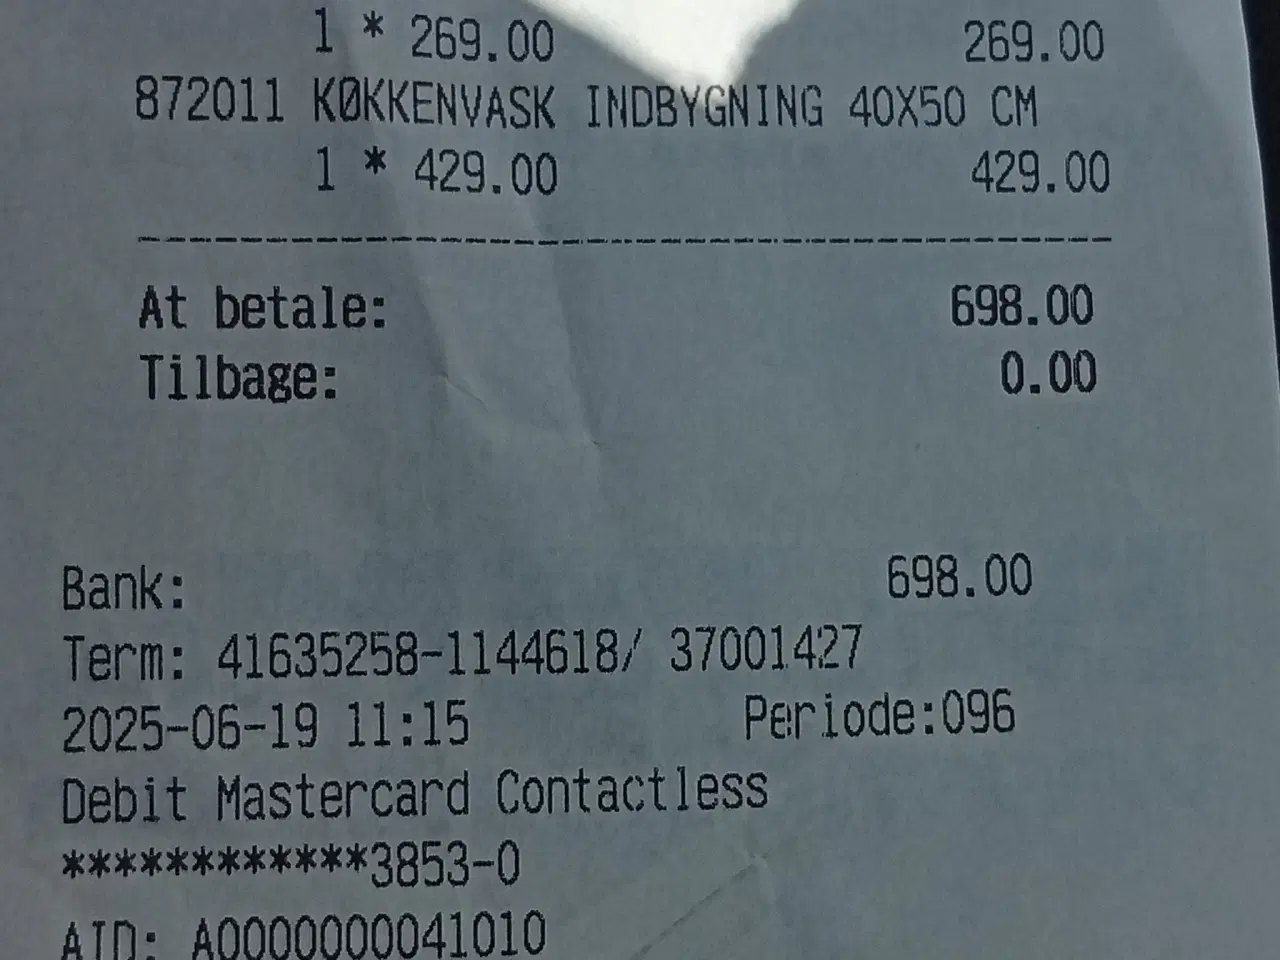 1 * 269.00 269.00
872011 KØKKENVASK INDBYGNING 40X50 CM
1 * 429.00 429.00
--------------------------------------
At betale: 698.00
Tilbage: 0.00
Bank: 698.00
Term: 41635258-1144618/ 37001427
2025-06-19 11:15 Periode:096
Debit Mastercard Contactless
************3853-0
AID: A0000000041010